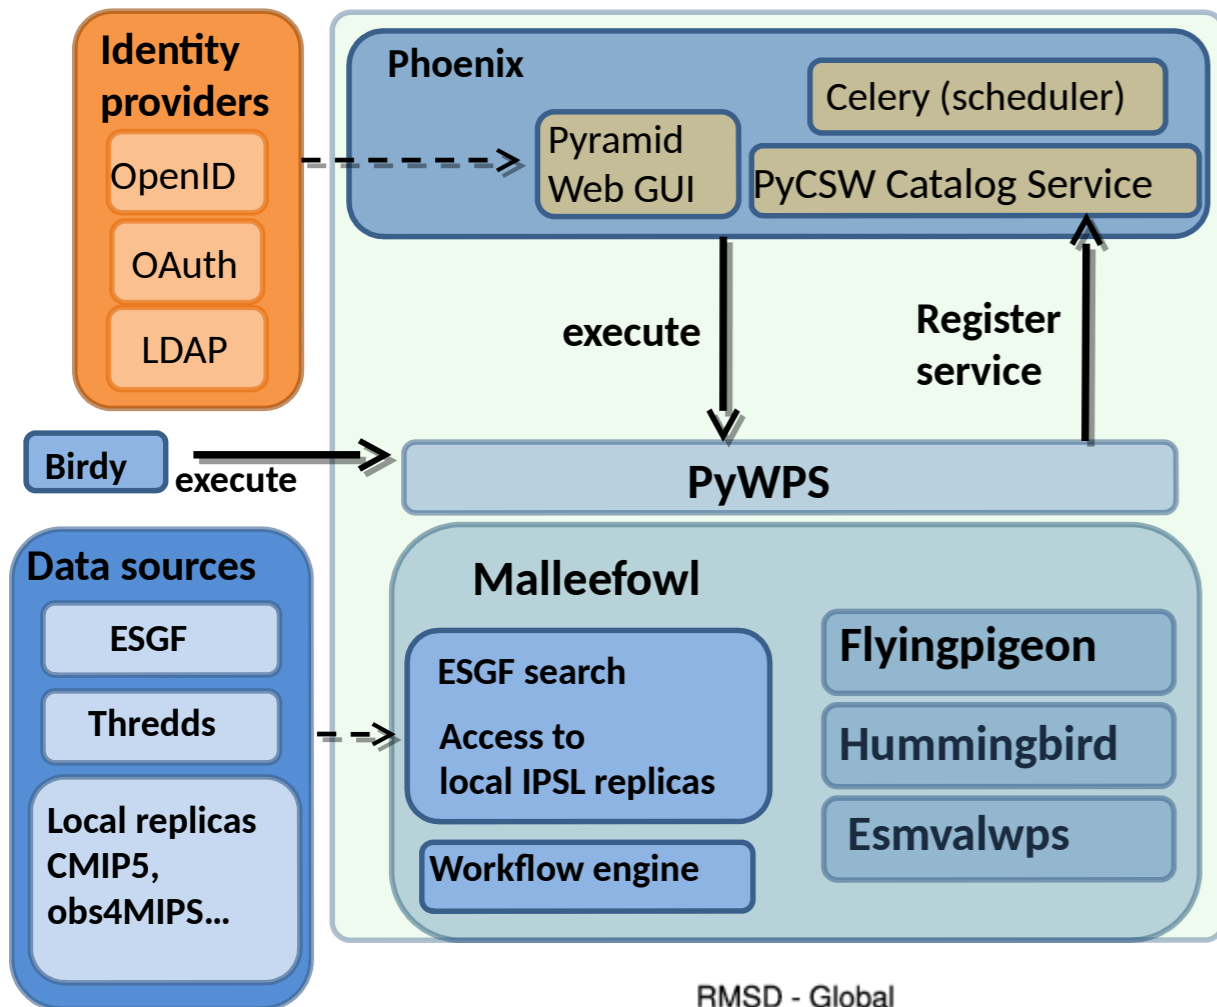 Identity
providers
OpenID
OAuth
LDAP
Phoenix
Celery (scheduler)
Pyramid
Web GUI
PyCSW Catalog Service
execute
Register
service
Birdy
execute
PyWPS
Data sources
ESGF
Thredds
Local replicas
CMIP5,
obs4MIPS...
Malleefowl
ESGF search
Access to
local IPSL replicas
Workflow engine
Flyingpigeon
Hummingbird
Esmvalwps
RMSD - Global